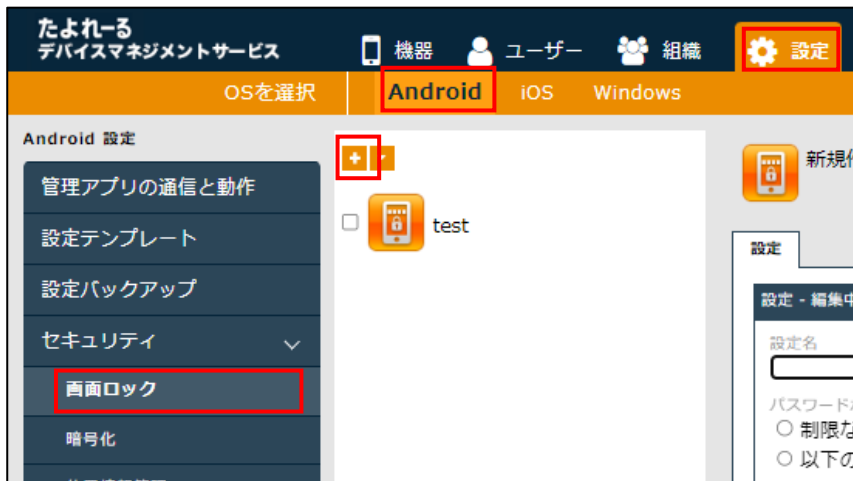 たよれーる
デバイスマネジメントサービス
機器
ユーザー
組織
設定
OSを選択
Android
iOS
Windows
Android 設定
管理アプリの通信と動作
設定テンプレート
設定バックアップ
セキュリティ
画面ロック
暗号化
test
新規
設定
設定 - 編集中
設定名
パスワード
制限な
以下の